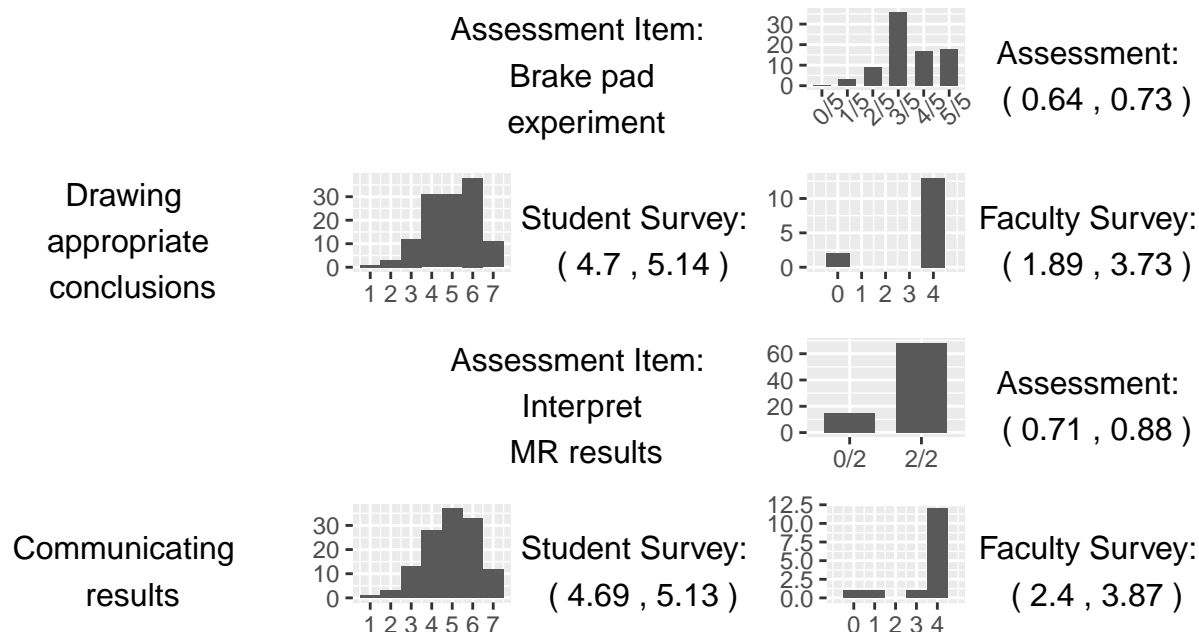 Assessment Item:
Brake pad
experiment
30
20
10
0
0/5 1/5 2/5 3/5 4/5 5/5
Assessment:
( 0.64 , 0.73 )
Drawing
appropriate
conclusions
30
20
10
0
1 2 3 4 5 6 7
Student Survey:
( 4.7 , 5.14 )
10
5
0
0 1 2 3 4
Faculty Survey:
( 1.89 , 3.73 )
Assessment Item:
Interpret
MR results
60
40
20
0
0/2 2/2
Assessment:
( 0.71 , 0.88 )
Communicating
results
30
20
10
0
1 2 3 4 5 6 7
Student Survey:
( 4.69 , 5.13 )
12.5
10.0
7.5
5.0
2.5
0.0
0 1 2 3 4
Faculty Survey:
( 2.4 , 3.87 )